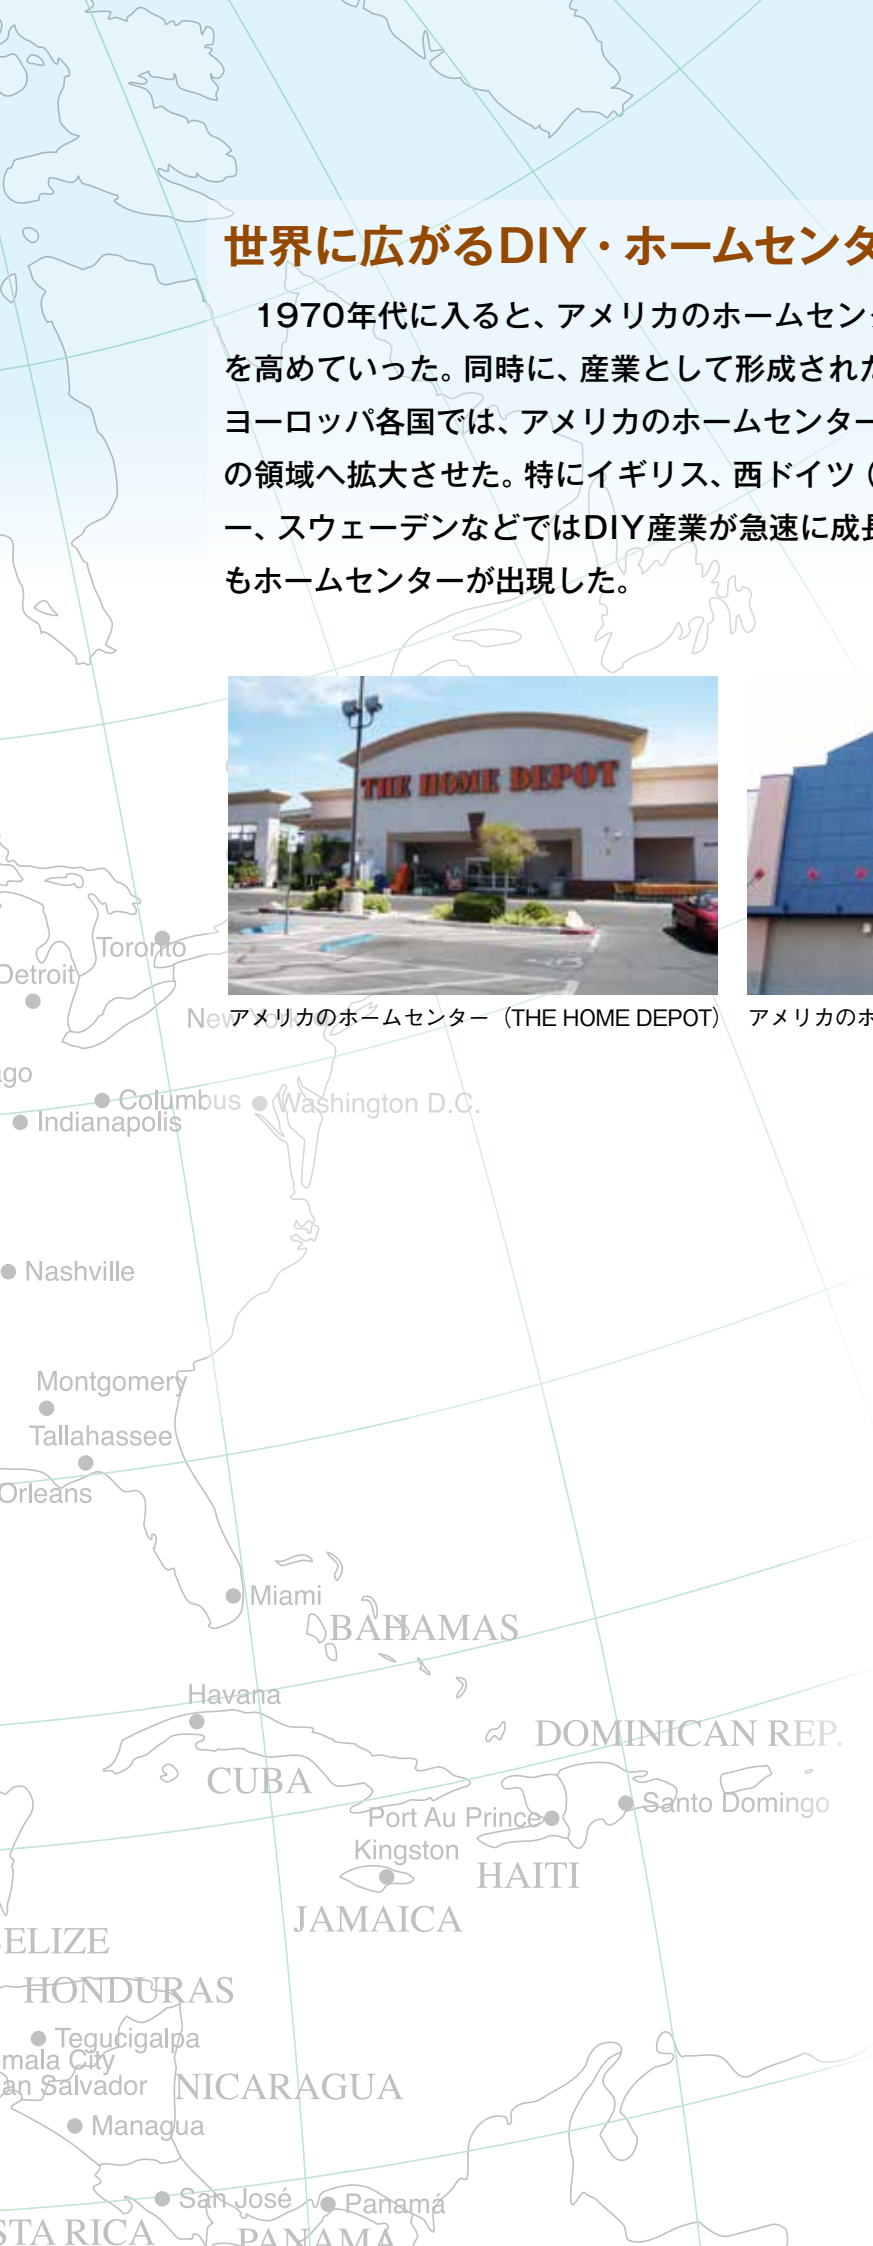 世界に広がるDIY・ホームセンタ
1970年代に入ると、アメリカのホームセン
を高めていった。同時に、産業として形成された
ヨーロッパ各国では、アメリカのホームセンター
の領域へ拡大させた。特にイギリス、西ドイツ（
ー、スウェーデンなどではDIY産業が急速に成長
もホームセンターが出現した。
THE HOME DEPOT
アメリカのホームセンター（THE HOME DEPOT）
アメリカのホ
Toronto
Detroit
New York
ago
Columbus
Washington D.C.
Indianapolis
Nashville
Montgomery
Tallahassee
Orleans
Miami
BAHAMAS
Havana
DOMINICAN REP.
CUBA
Santo Domingo
Port Au Prince
Kingston
HAITI
JAMAICA
ELIZE
HONDURAS
Tegucigalpa
mala City
an Salvador
NICARAGUA
Managua
San José
Panamá
STA RICA
PANAMA